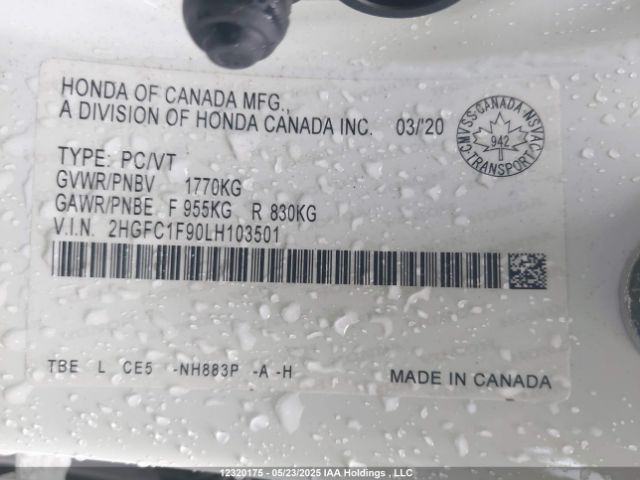 HONDA OF CANADA MFG.,
A DIVISION OF HONDA CANADA INC. 03/'20
CMVSS-CANADA-NSVAC
942
TRANSPORT
TYPE: PC/VT
GVWR/PNBV 1770KG
GAWR/PNBE F 955KG R 830KG
V.I.N. 2HGFC1F90LH103501
TBE L CE5 -NH883P -A -H
MADE IN CANADA
12320175 - 05/23/2025 IAA Holdings , LLC